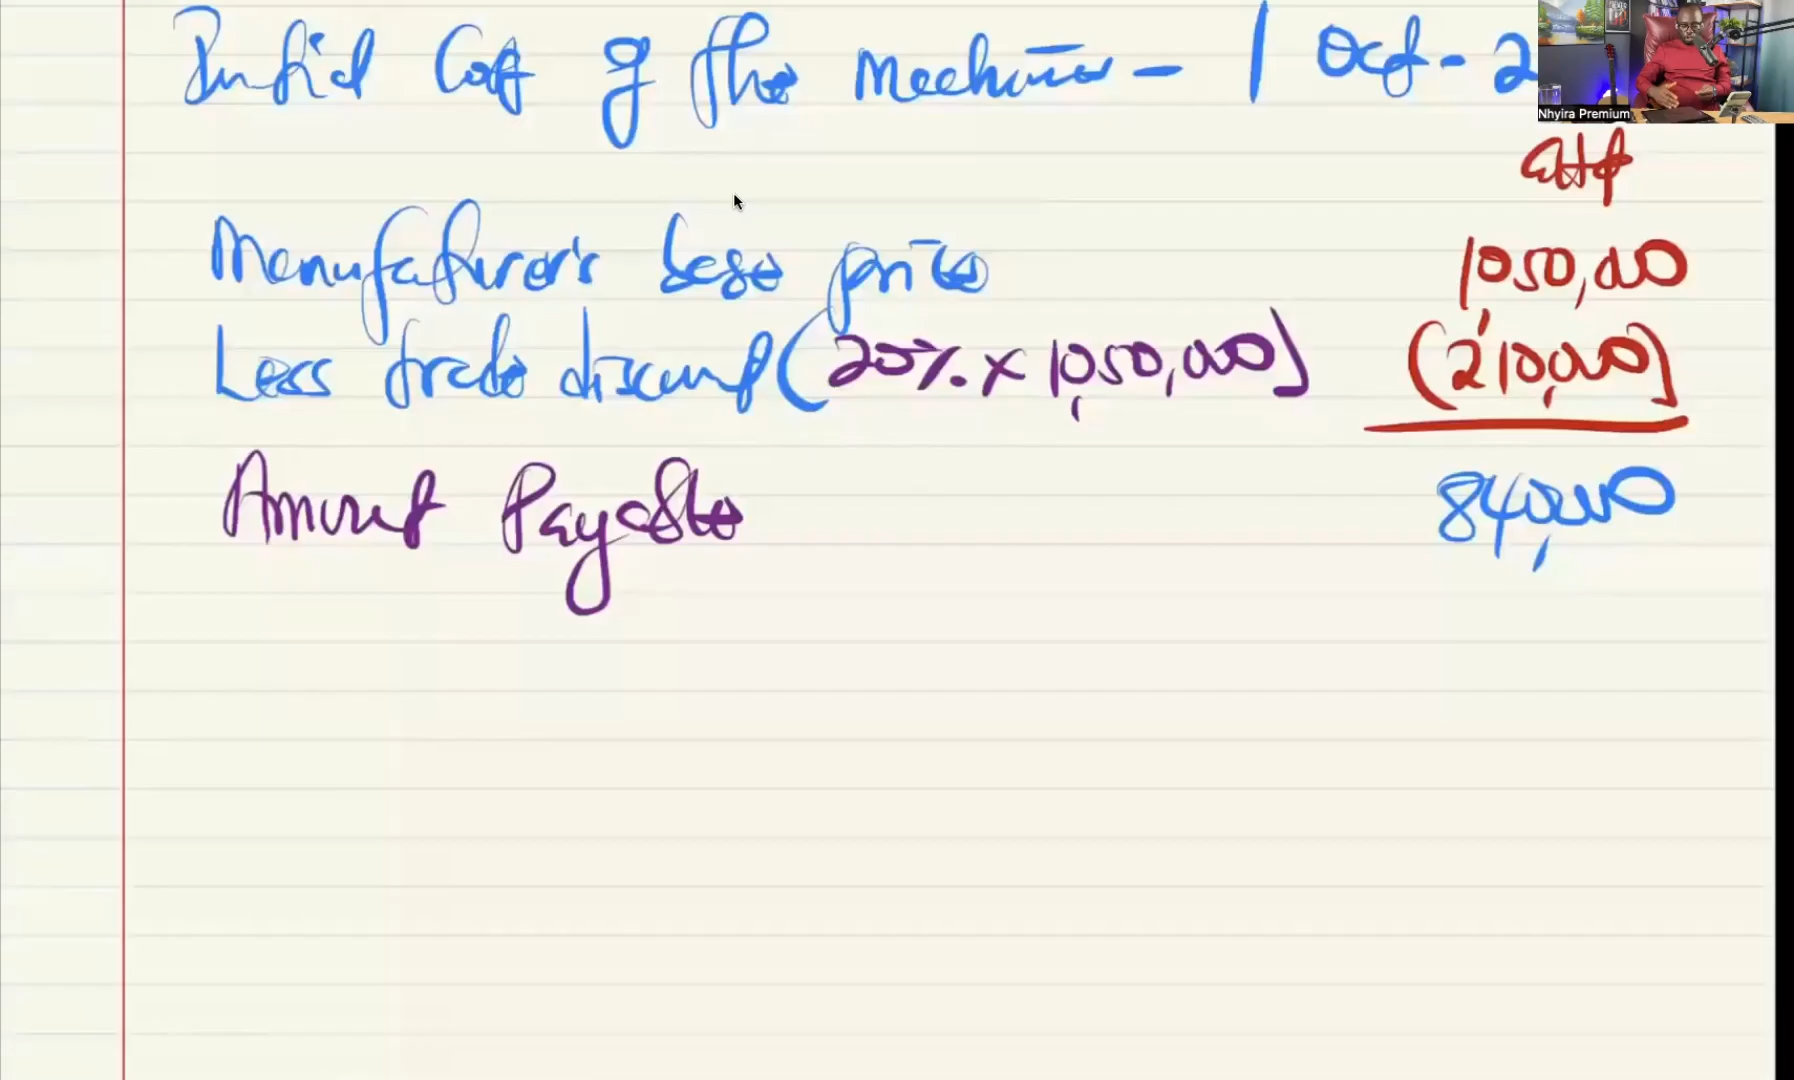 Initial Cost of the Machine - 1 Oct - 2
Nhyira Premium
GH¢
Manufacturer's base price 1,050,000
Less trade discount (20% x 1,050,000) (210,000)
Amount Payable 840,000